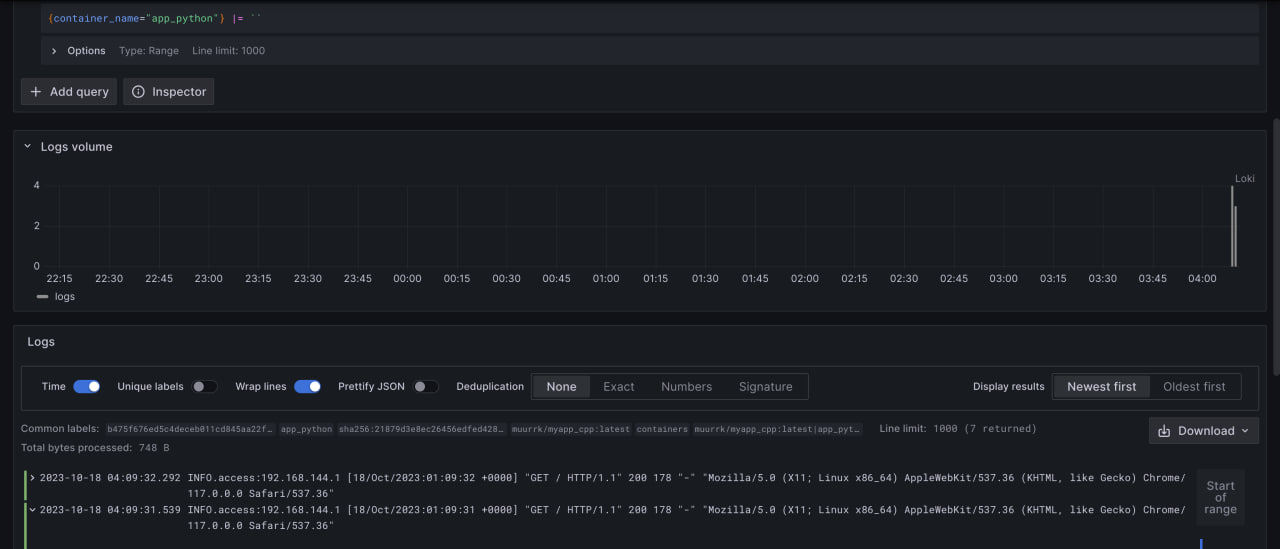 {container_name="app_python"} |= ``
Options Type: Range Line limit: 1000
Add query Inspector
Logs volume
Loki
4
2
0
22:15 22:30 22:45 23:00 23:15 23:30 23:45 00:00 00:15 00:30 00:45 01:00 01:15 01:30 01:45 02:00 02:15 02:30 02:45 03:00 03:15 03:30 03:45 04:00
logs
Logs
Time Unique labels Wrap lines Prettify JSON Deduplication None Exact Numbers Signature Display results Newest first Oldest first
Common labels: b475f676ed5c4deceb011cd845aa22f… app_python sha256:21879d3e8ec26456edfed428… muurrk/myapp_cpp:latest containers muurrk/myapp_cpp:latest|app_pyt… Line limit: 1000 (7 returned)
Download
Total bytes processed: 748 B
2023-10-18 04:09:32.292 INFO.access:192.168.144.1 [18/Oct/2023:01:09:32 +0000] "GET / HTTP/1.1" 200 178 "-" "Mozilla/5.0 (X11; Linux x86_64) AppleWebKit/537.36 (KHTML, like Gecko) Chrome/
117.0.0.0 Safari/537.36"
2023-10-18 04:09:31.539 INFO.access:192.168.144.1 [18/Oct/2023:01:09:31 +0000] "GET / HTTP/1.1" 200 178 "-" "Mozilla/5.0 (X11; Linux x86_64) AppleWebKit/537.36 (KHTML, like Gecko) Chrome/
117.0.0.0 Safari/537.36"
Start
of
range